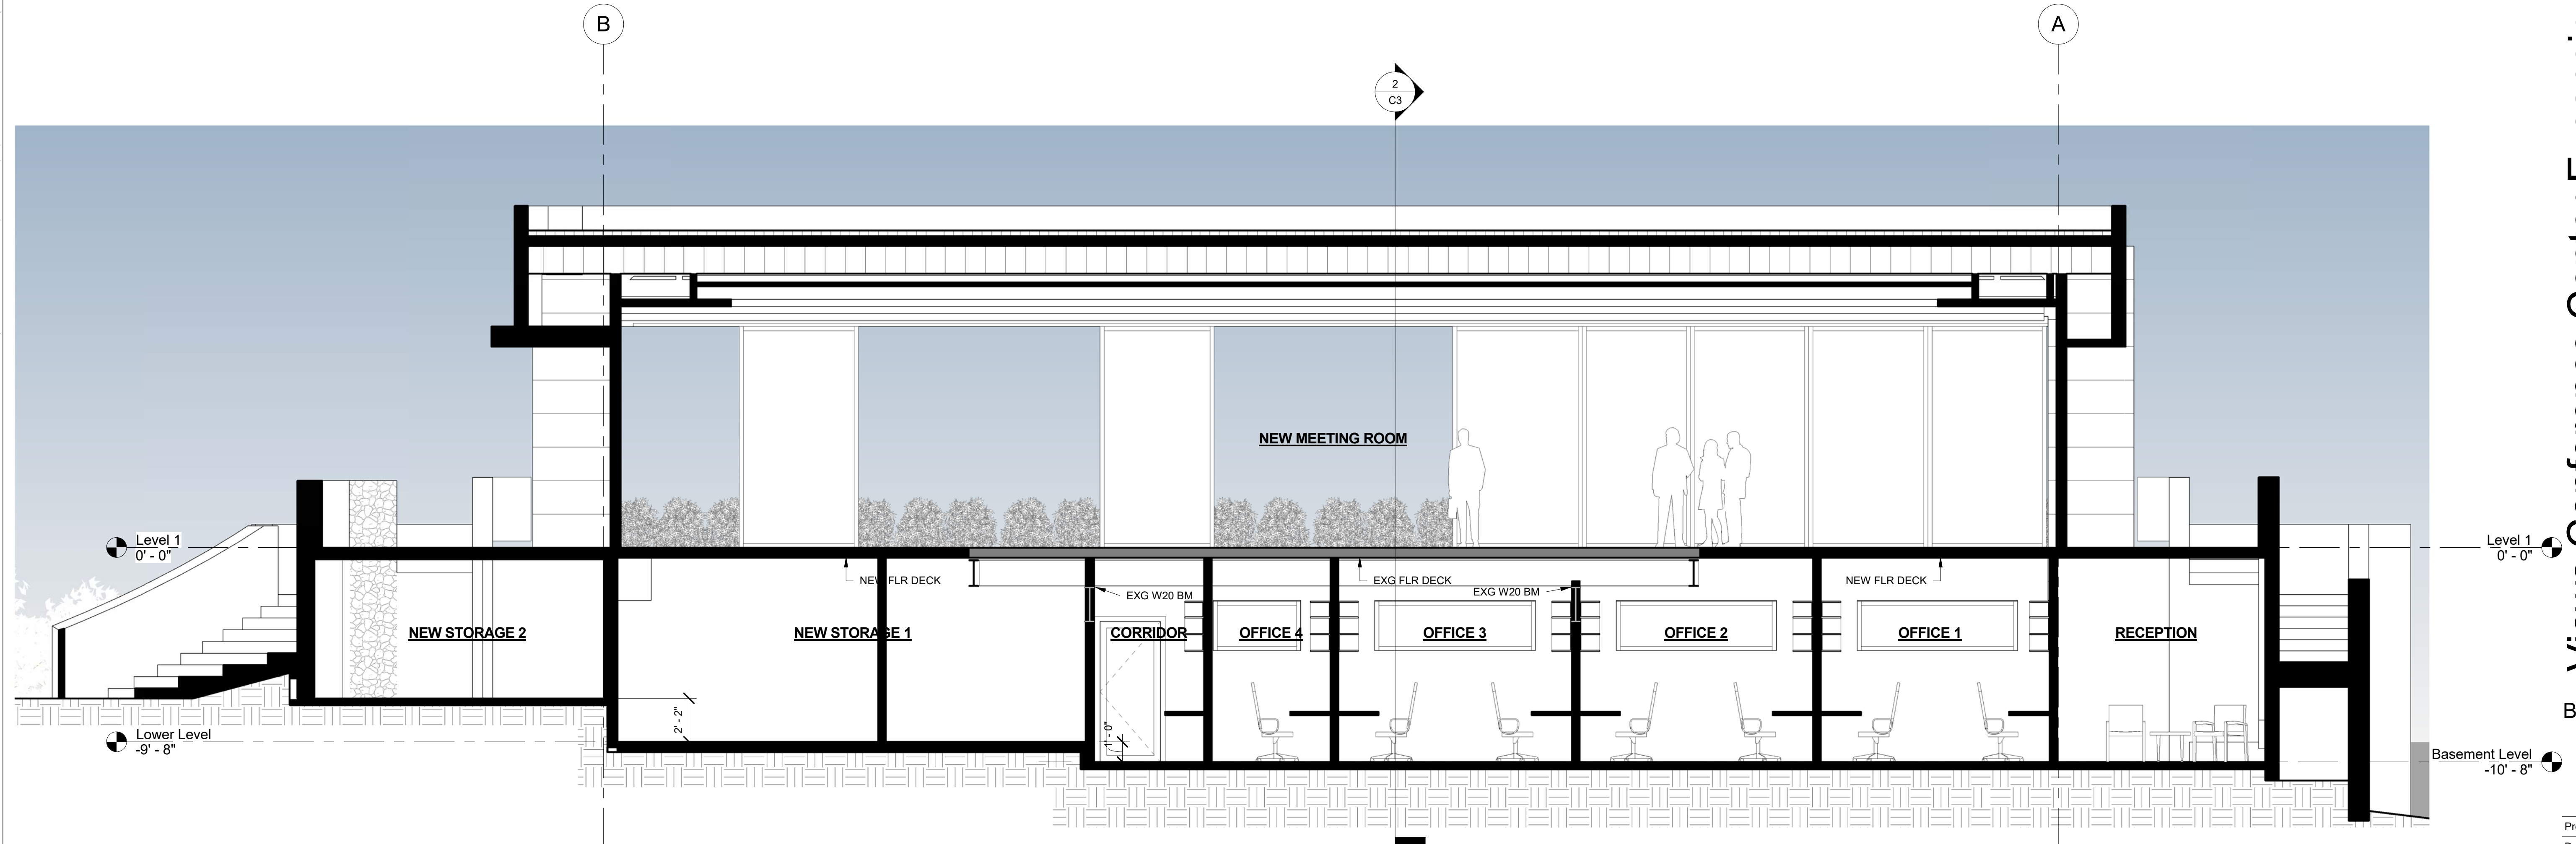 B
A
2
C3
NEW MEETING ROOM
Level 1
0' - 0"
Level 1
0' - 0"
NEW FLR DECK
EXG FLR DECK
NEW FLR DECK
EXG W20 BM
EXG W20 BM
NEW STORAGE 2
NEW STORAGE 1
CORRIDOR
OFFICE 4
OFFICE 3
OFFICE 2
OFFICE 1
RECEPTION
2' - 2"
1' - 0"
Lower Level
-9' - 8"
Basement Level
-10' - 8"
B